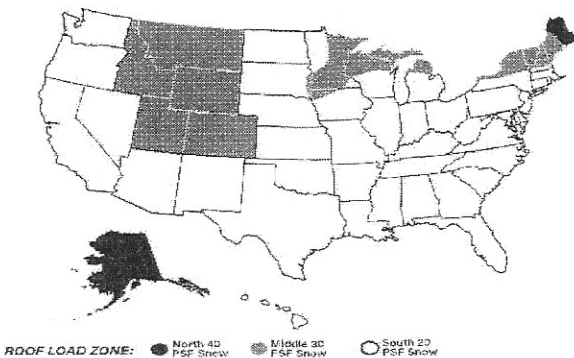 ROOF LOAD ZONE:
North 40
PSF Snow
Middle 30
PSF Snow
South 20
PSF Snow